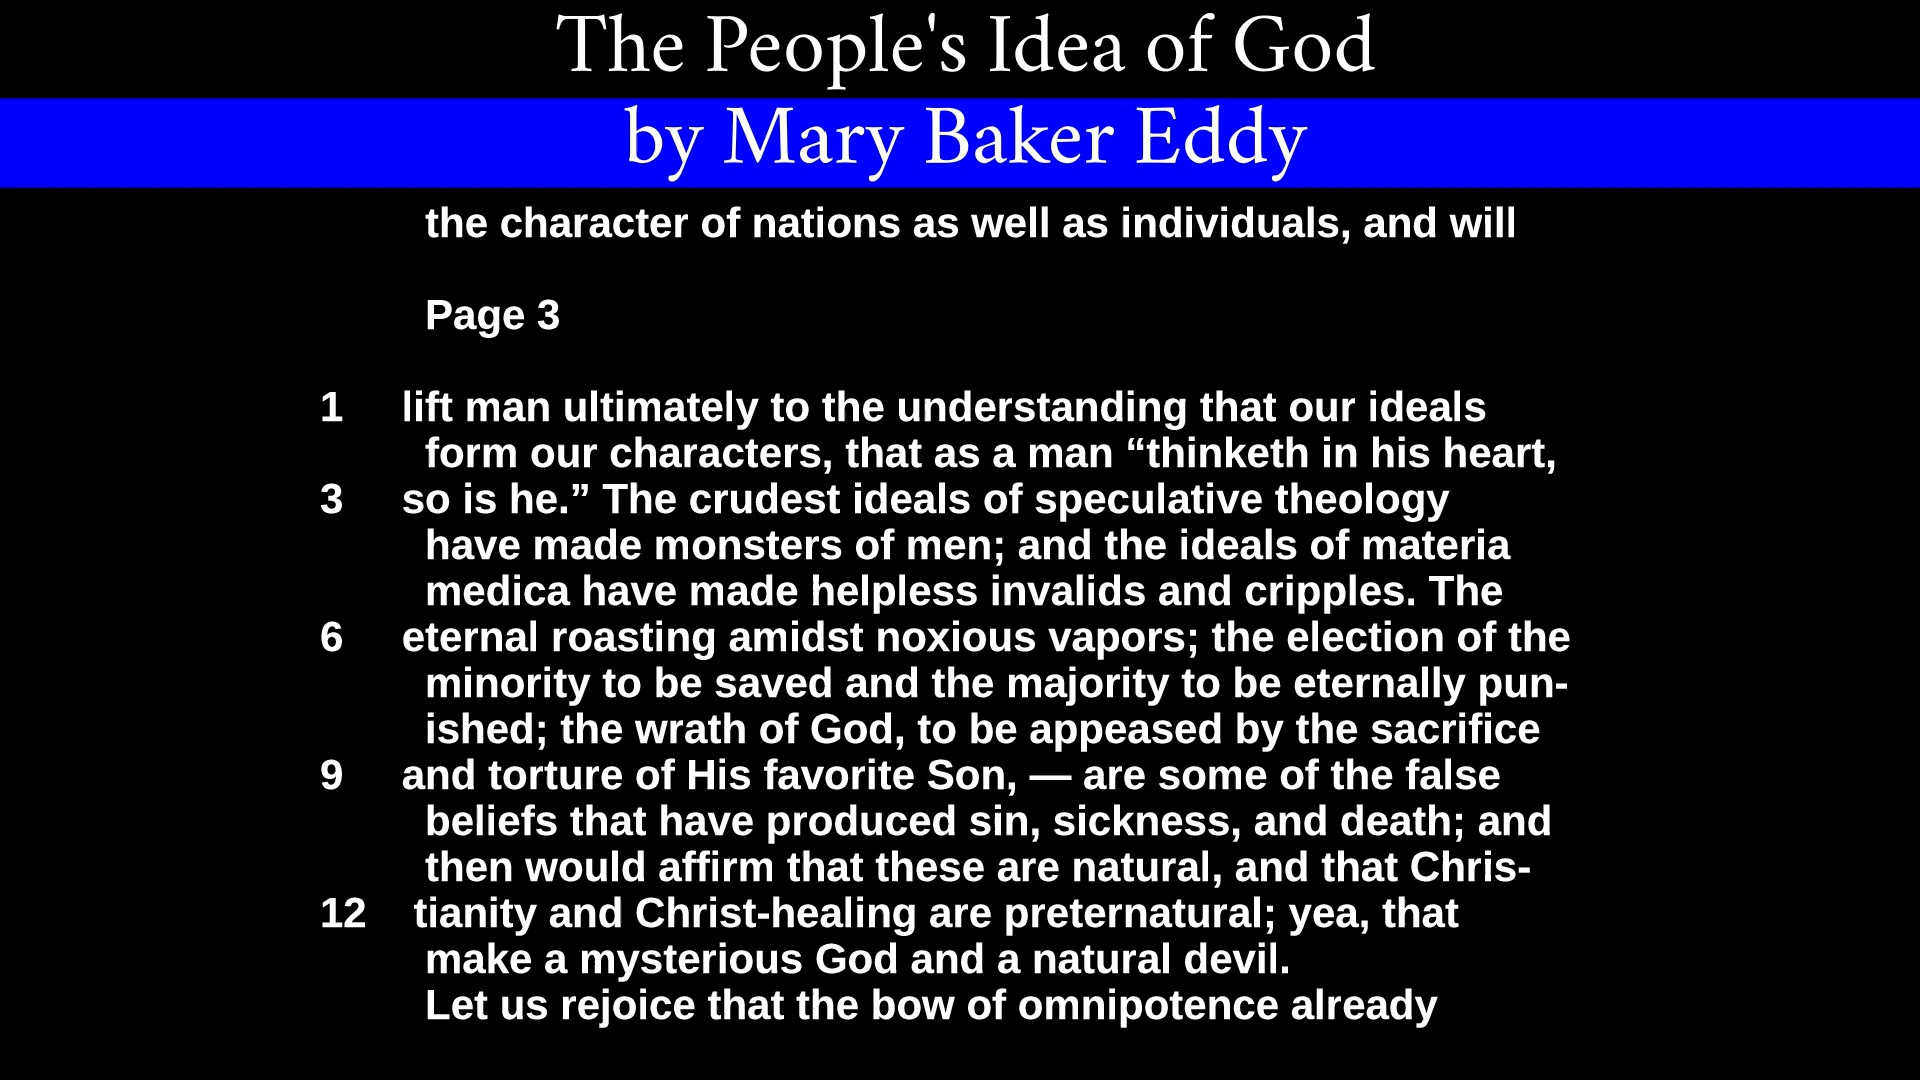 The People's Idea of God
by Mary Baker Eddy
the character of nations as well as individuals, and will
Page 3
1 lift man ultimately to the understanding that our ideals
form our characters, that as a man “thinketh in his heart,
3 so is he.” The crudest ideals of speculative theology
have made monsters of men; and the ideals of materia
medica have made helpless invalids and cripples. The
6 eternal roasting amidst noxious vapors; the election of the
minority to be saved and the majority to be eternally pun-
ished; the wrath of God, to be appeased by the sacrifice
9 and torture of His favorite Son, — are some of the false
beliefs that have produced sin, sickness, and death; and
then would affirm that these are natural, and that Chris-
12 tianity and Christ-healing are preternatural; yea, that
make a mysterious God and a natural devil.
Let us rejoice that the bow of omnipotence already